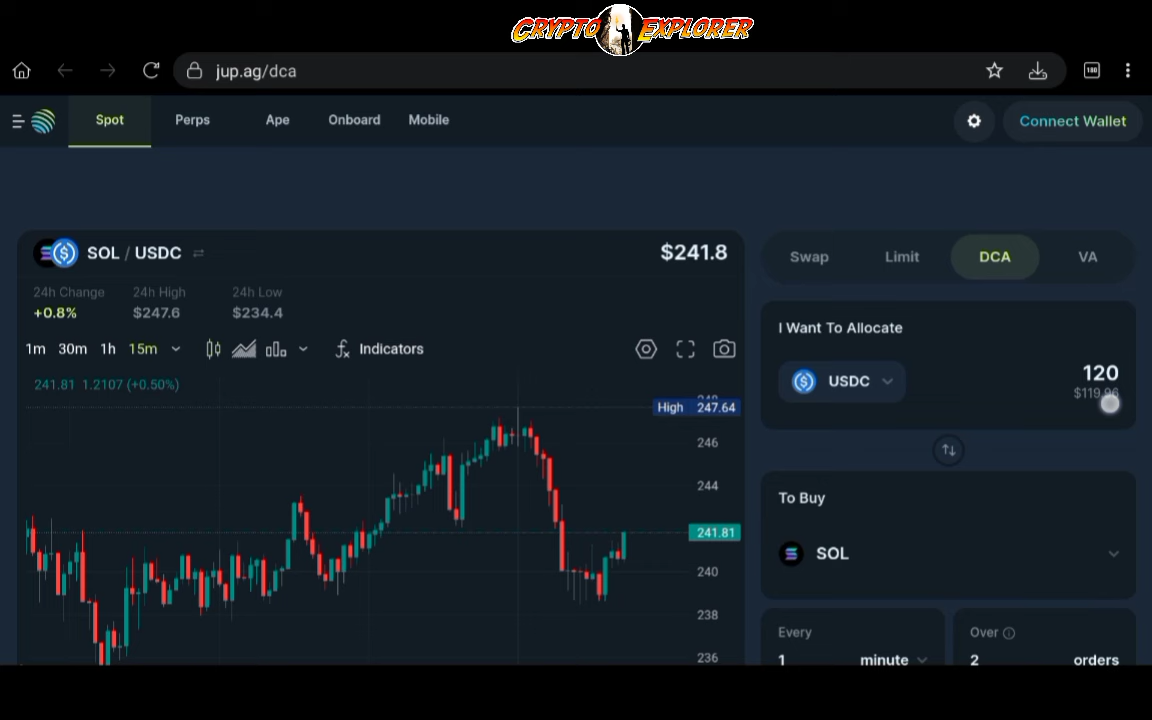 CRYPTO EXPLORER
jup.ag/dca
180
Spot Perps Ape Onboard Mobile Connect Wallet
SOL / USDC $241.8
24h Change 24h High 24h Low
+0.8% $247.6 $234.4
1m 30m 1h 15m Indicators
241.81 1.2107 (+0.50%)
High 247.64
246
244
241.81
240
238
236
Swap Limit DCA VA
I Want To Allocate
USDC 120
$119.96
To Buy
SOL
Every Over
1 minute 2 orders